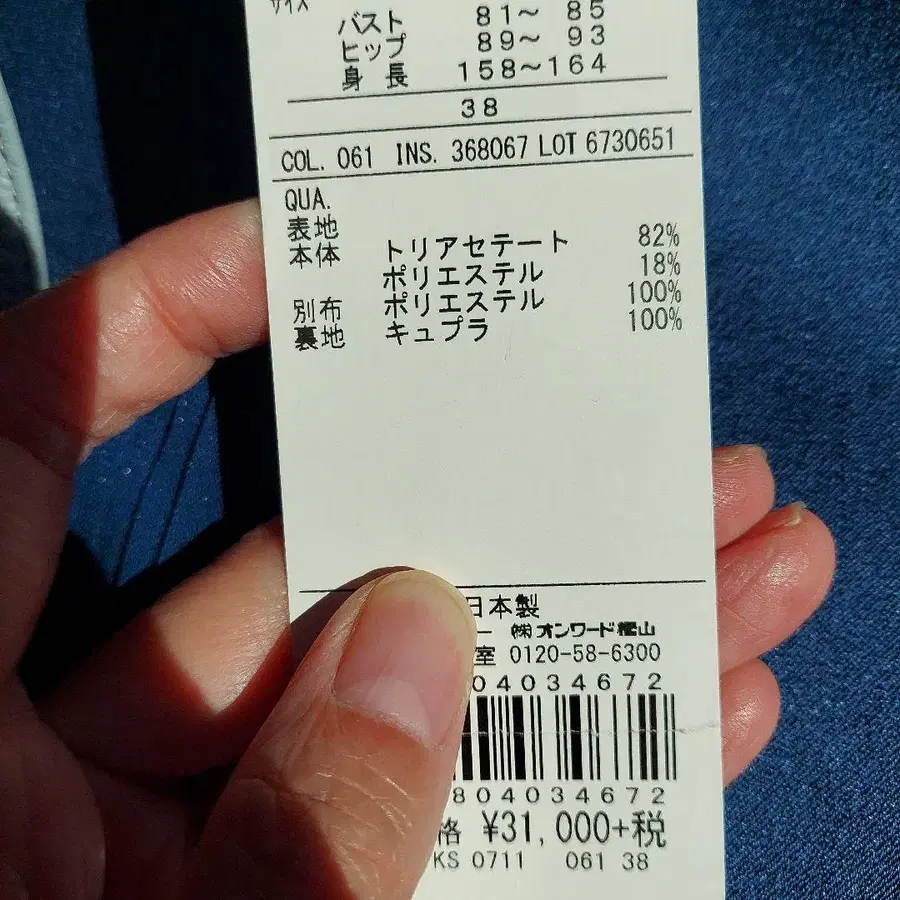 サイズ
バスト 81～ 85
ヒップ 89～ 93
身 長 158～164
38
COL. 061 INS. 368067 LOT 6730651
QUA.
表地
本体 トリアセテート 82%
ポリエステル 18%
別布 ポリエステル 100%
裏地 キュプラ 100%
日本製
ー ㈱オンワード樫山
室 0120-58-6300
04034672
804034672
格 ¥31,000+税
KS 0711 061 38